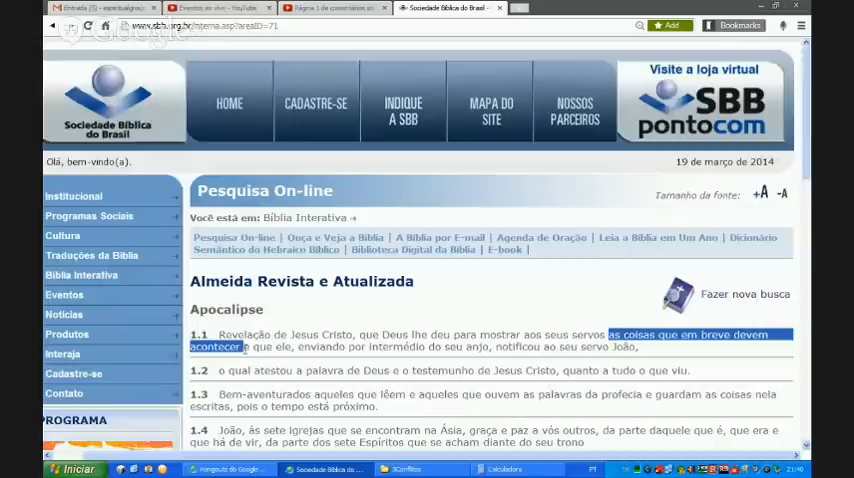 Entrada (5) - espiritualgrou
Eventos ao vivo - YouTube
Página 1 de comentários so
Sociedade Bíblica do Brasil -
www.sbb.org.br/interna.asp?areaID=71
Add
Bookmarks
Google+
Sociedade Bíblica
do Brasil
HOME
CADASTRE-SE
INDIQUE
A SBB
MAPA DO
SITE
NOSSOS
PARCEIROS
Visite a loja virtual
SBB
pontocom
Olá, bem-vindo(a).
19 de março de 2014
Institucional
Programas Sociais
Cultura
Traduções da Bíblia
Bíblia Interativa
Eventos
Notícias
Produtos
Interaja
Cadastre-se
Contato
PROGRAMA
Pesquisa On-line
Tamanho da fonte: +A -A
Você está em: Bíblia Interativa
Pesquisa On-line | Ouça e Veja a Bíblia | A Bíblia por E-mail | Agenda de Oração | Leia a Bíblia em Um Ano | Dicionário
Semântico do Hebraico Bíblico | Biblioteca Digital da Bíblia | E-book |
Almeida Revista e Atualizada
Fazer nova busca
Apocalipse
1.1 Revelação de Jesus Cristo, que Deus lhe deu para mostrar aos seus servos as coisas que em breve devem
acontecer e que ele, enviando por intermédio do seu anjo, notificou ao seu servo João,
1.2 o qual atestou a palavra de Deus e o testemunho de Jesus Cristo, quanto a tudo o que viu.
1.3 Bem-aventurados aqueles que lêem e aqueles que ouvem as palavras da profecia e guardam as coisas nela
escritas, pois o tempo está próximo.
1.4 João, às sete igrejas que se encontram na Ásia, graça e paz a vós outros, da parte daquele que é, que era e
que há de vir, da parte dos sete Espíritos que se acham diante do seu trono
Iniciar
Hangouts do Google...
Sociedade Bíblica do ...
3Conflitos
Calculadora
PT
21:40